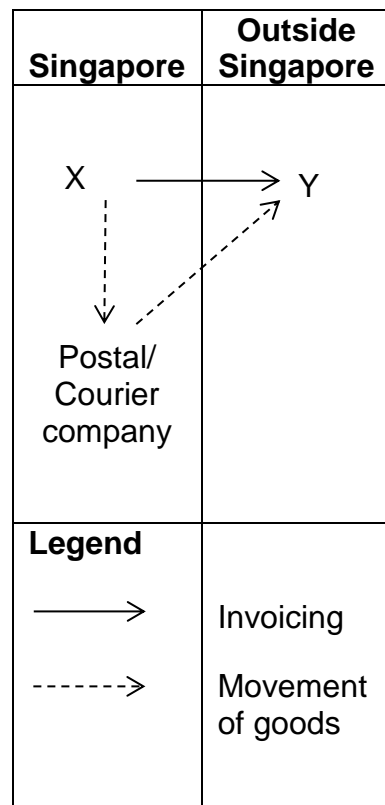 Singapore
Outside
Singapore
X
Y
Postal/
Courier
company
Legend
Invoicing
Movement
of goods